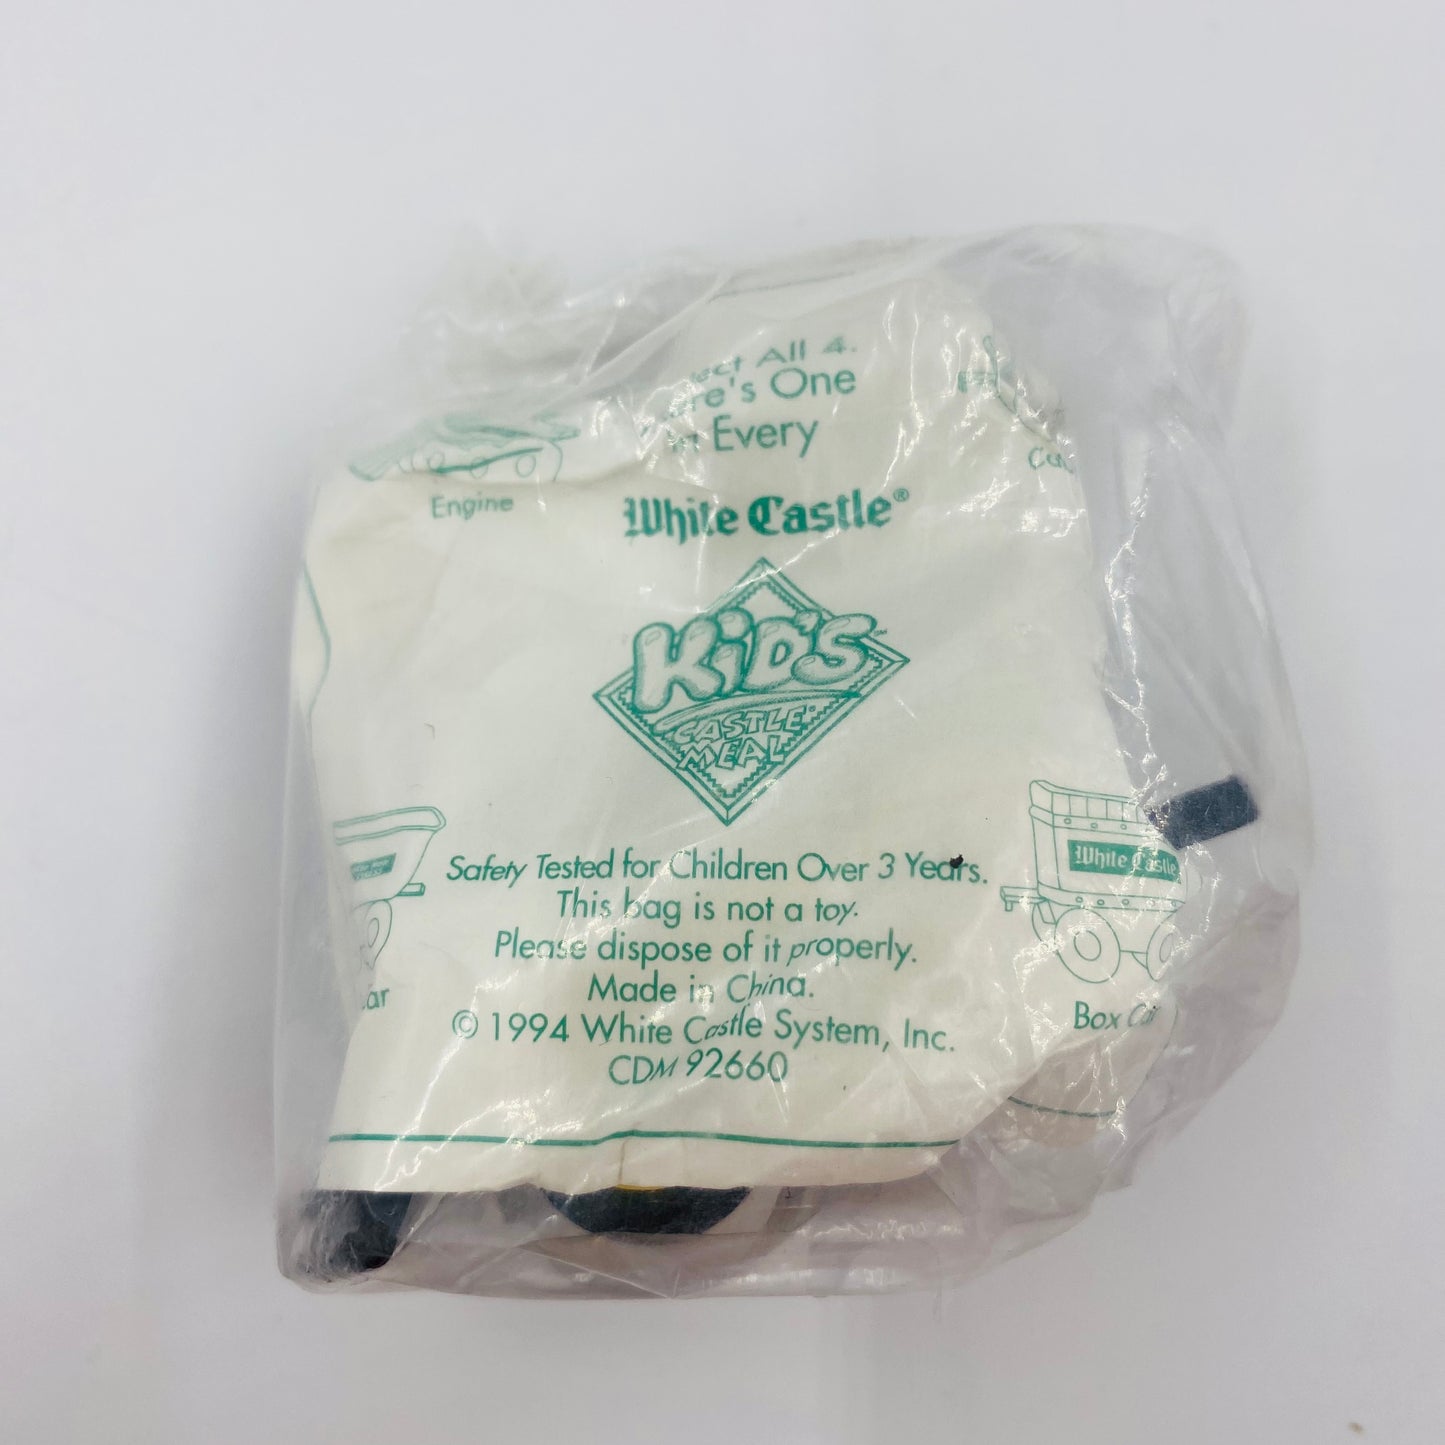 All 4.
One
Every
Engine
White Castle®
KiD'S
CASTLE
MEAL
White Castle
Safety Tested for Children Over 3 Years.
This bag is not a toy.
Please dispose of it properly.
Made in China.
Box Car
© 1994 White Castle System, Inc.
CDM 92660